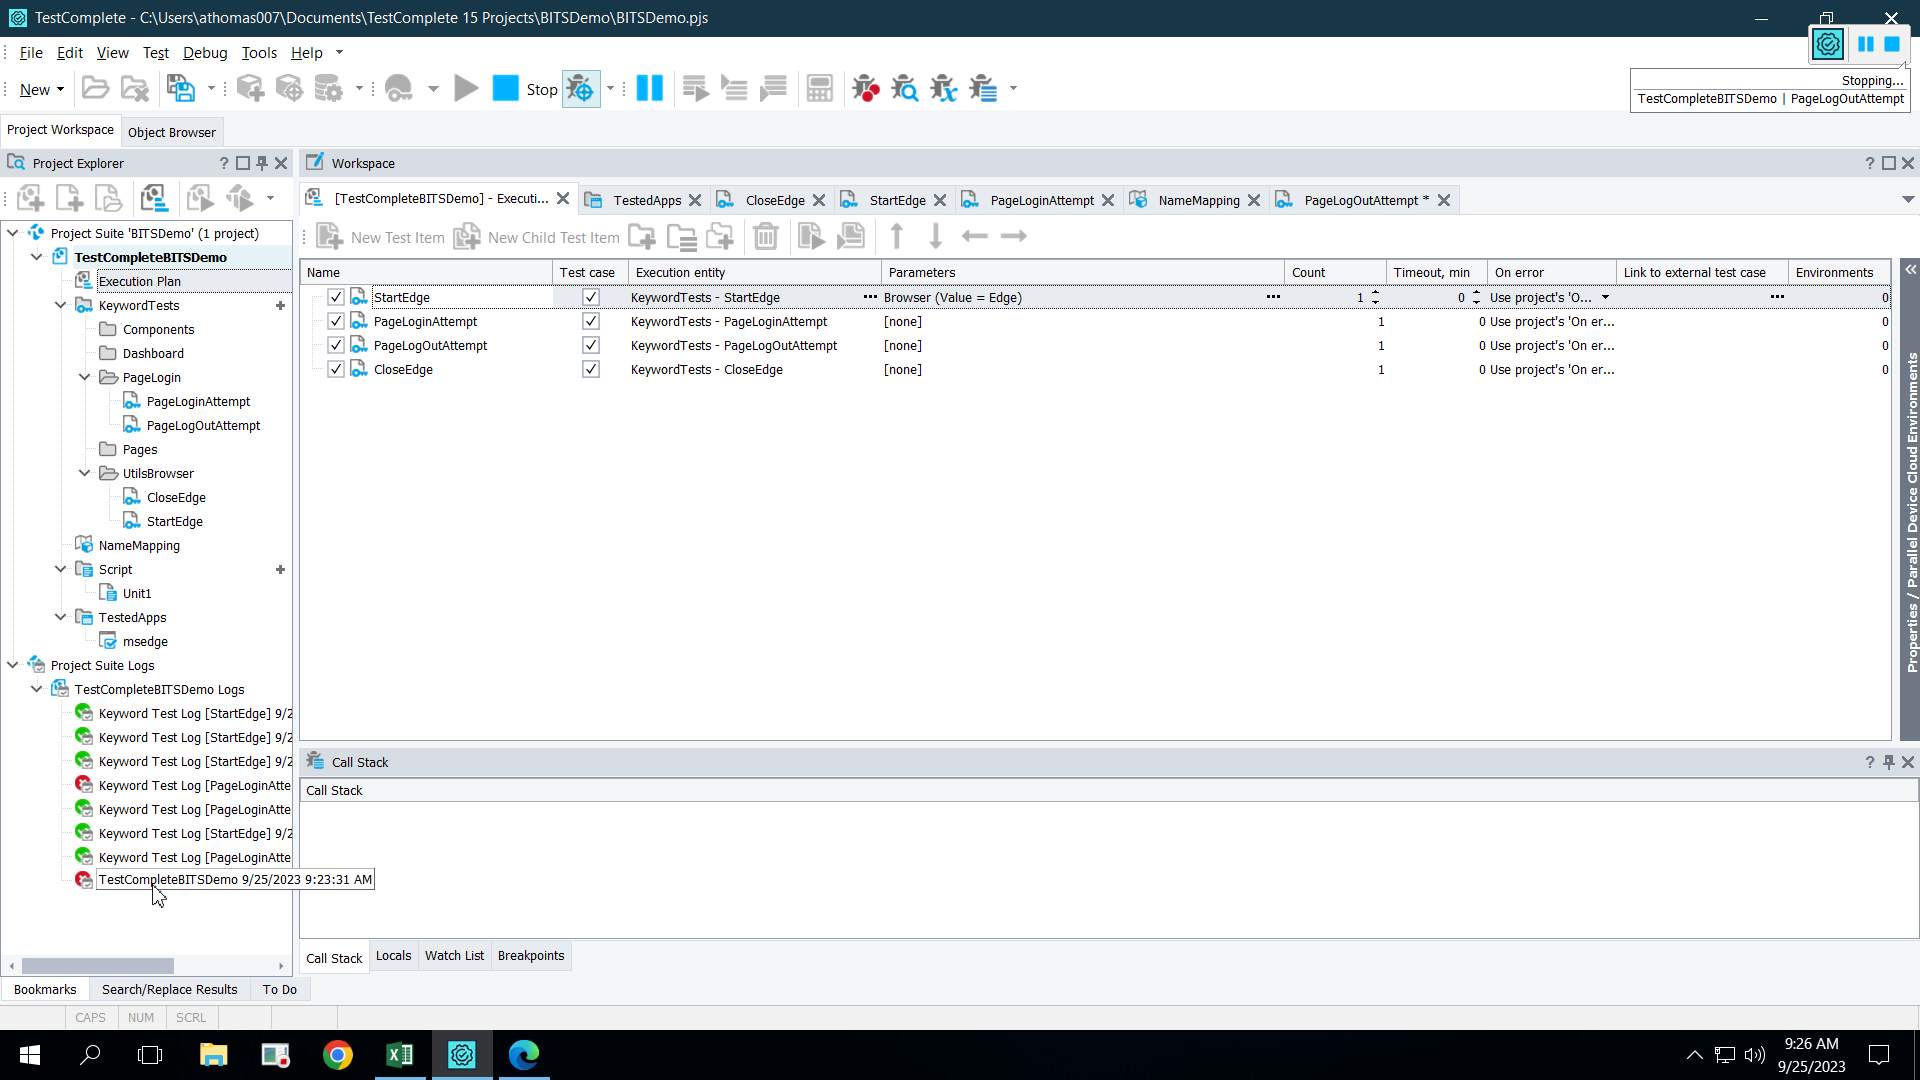 TestComplete - C:\Users\athomas007\Documents\TestComplete 15 Projects\BITSDemo\BITSDemo.pjs
File Edit View Test Debug Tools Help
New
Stop
Stopping...
TestCompleteBITSDemo | PageLogOutAttempt
Project Workspace Object Browser
Project Explorer
Workspace
[TestCompleteBITSDemo] - Executi... TestedApps CloseEdge StartEdge PageLoginAttempt NameMapping PageLogOutAttempt *
New Test Item New Child Test Item
Project Suite 'BITSDemo' (1 project)
TestCompleteBITSDemo
Execution Plan
KeywordTests
Components
Dashboard
PageLogin
PageLoginAttempt
PageLogOutAttempt
Pages
UtilsBrowser
CloseEdge
StartEdge
NameMapping
Script
Unit1
TestedApps
msedge
Project Suite Logs
TestCompleteBITSDemo Logs
Keyword Test Log [StartEdge] 9/2
Keyword Test Log [StartEdge] 9/2
Keyword Test Log [StartEdge] 9/2
Keyword Test Log [PageLoginAtte
Keyword Test Log [PageLoginAtte
Keyword Test Log [StartEdge] 9/2
Keyword Test Log [PageLoginAtte
TestCompleteBITSDemo 9/25/2023 9:23:31 AM
Name Test case Execution entity Parameters Count Timeout, min On error Link to external test case Environments
StartEdge KeywordTests - StartEdge ... Browser (Value = Edge) ... 1 0 Use project's 'O... ... 0
PageLoginAttempt KeywordTests - PageLoginAttempt [none] 1 0 Use project's 'On er... 0
PageLogOutAttempt KeywordTests - PageLogOutAttempt [none] 1 0 Use project's 'On er... 0
CloseEdge KeywordTests - CloseEdge [none] 1 0 Use project's 'On er... 0
Properties / Parallel Device Cloud Environments
Call Stack
Call Stack
Call Stack Locals Watch List Breakpoints
Bookmarks Search/Replace Results To Do
CAPS NUM SCRL
9:26 AM
9/25/2023